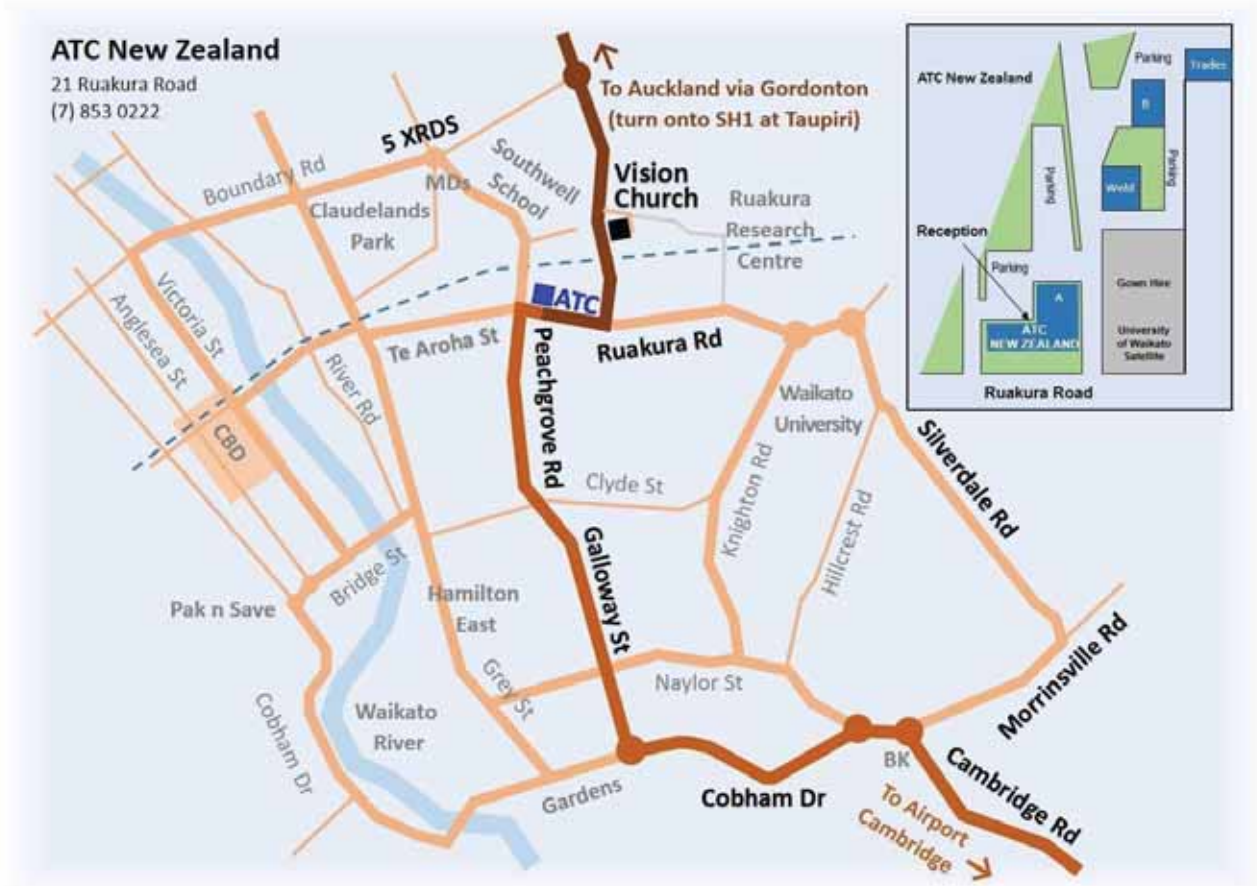 ATC New Zealand
21 Ruakura Road
(7) 853 0222
To Auckland via Gordonton
(turn onto SH1 at Taupiri)
5 XRDS
Boundary Rd
MDs
Southwell
School
Claudelands
Park
Vision
Church
Ruakura
Research
Centre
Victoria St
Anglesea St
River Rd
CBD
Te Aroha St
ATC
Ruakura Rd
Peachgrove Rd
Waikato
University
Clyde St
Knighton Rd
Hillcrest Rd
Silverdale Rd
Galloway St
Bridge St
Pak n Save
Hamilton
East
Grey St
Naylor St
Morrinsville Rd
Cobham Dr
Waikato
River
Gardens
Cobham Dr
BK
Cambridge Rd
To Airport
Cambridge
ATC New Zealand
Parking
Trades
B
Parking
Parking
Weld
Reception
Parking
A
ATC
NEW ZEALAND
Gown Hire
University
of Waikato
Satellite
Ruakura Road